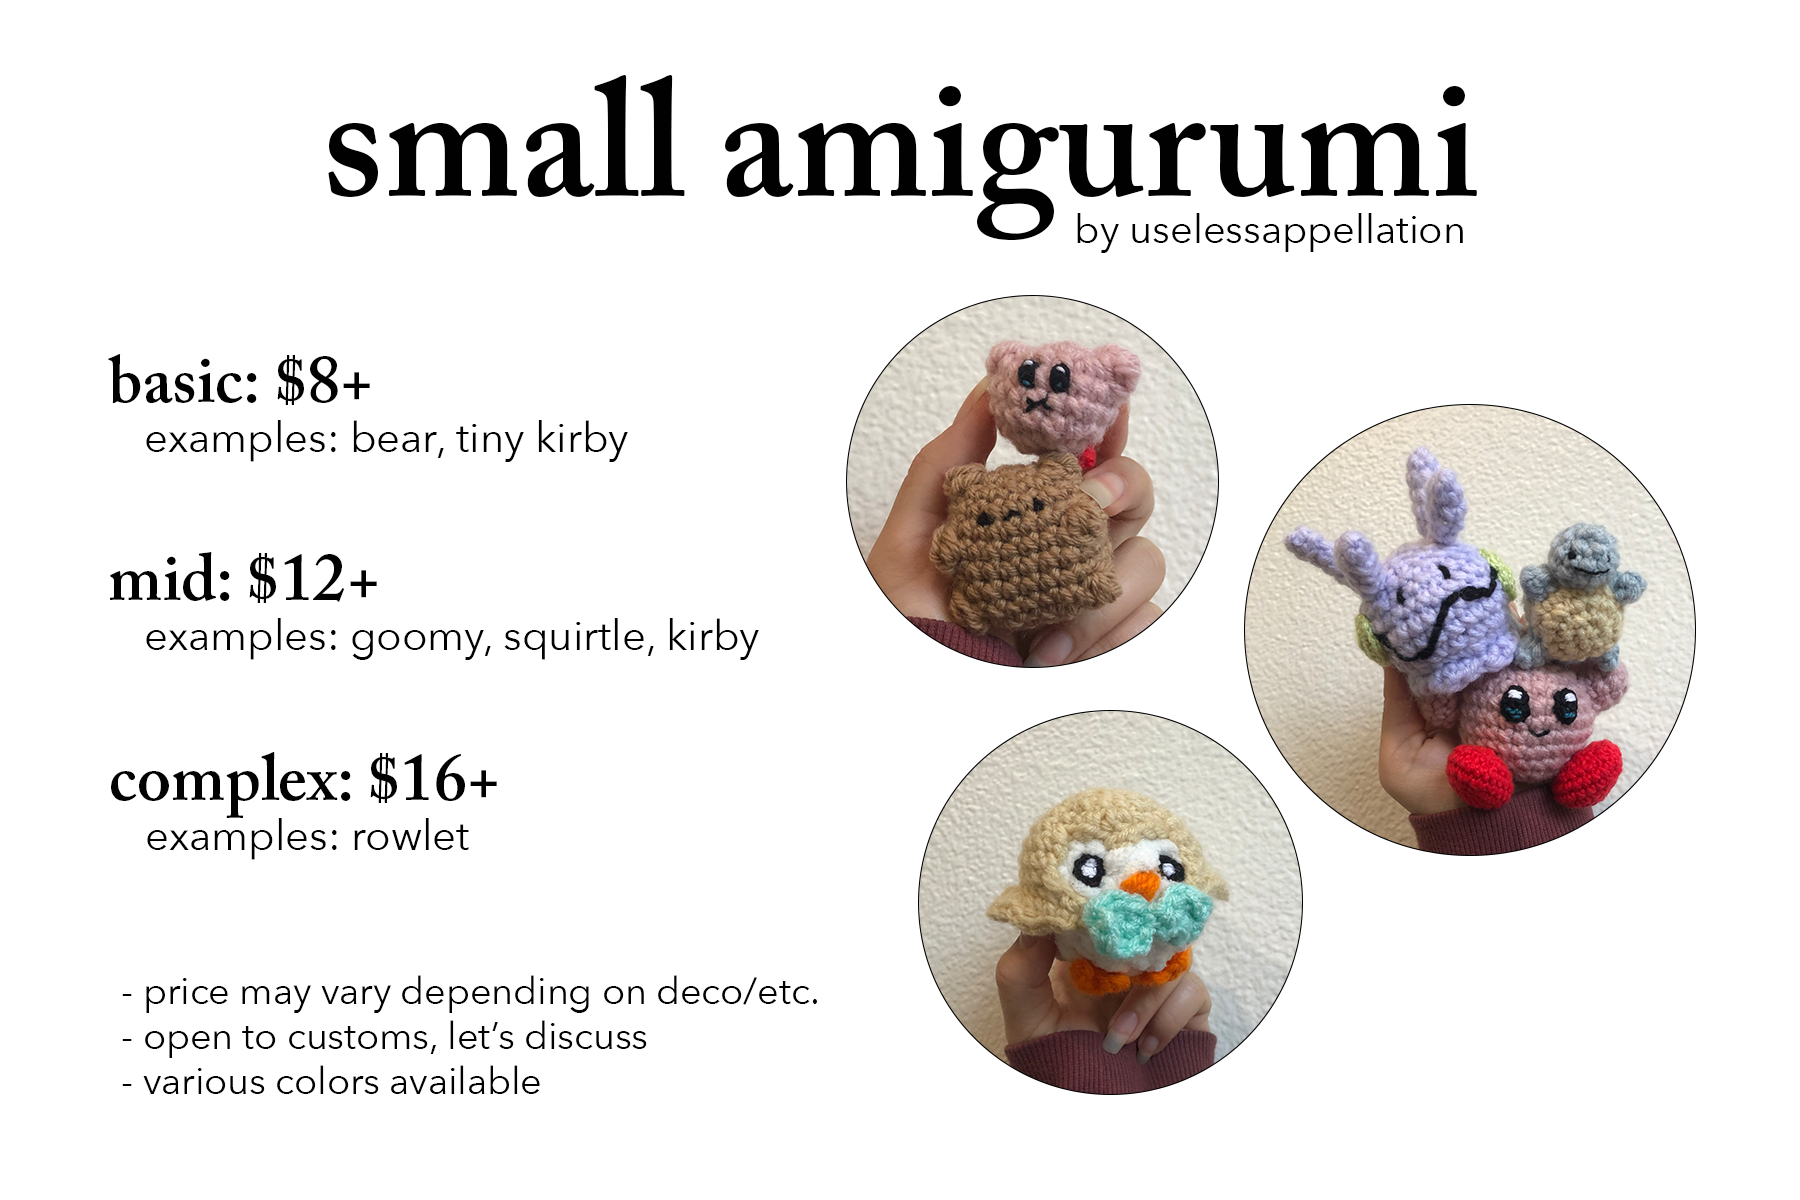 small amigurumi
by uselessappellation
basic: $8+
examples: bear, tiny kirby
mid: $12+
examples: goomy, squirtle, kirby
complex: $16+
examples: rowlet
- price may vary depending on deco/etc.
- open to customs, let’s discuss
- various colors available